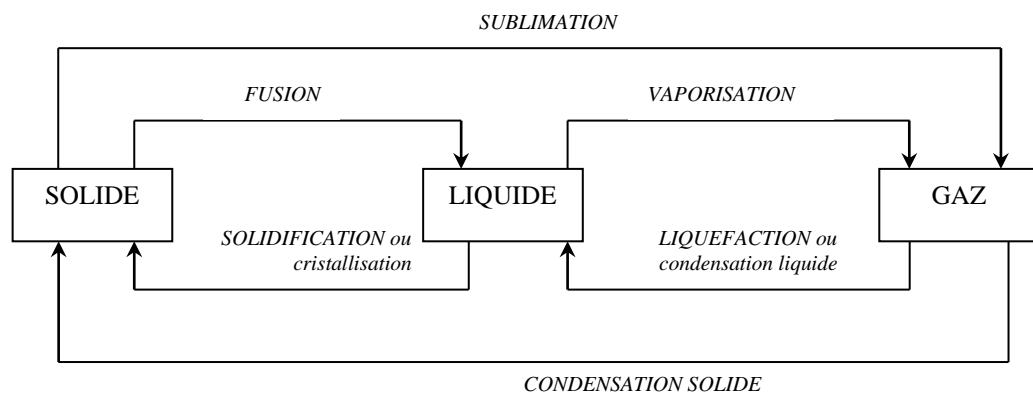 SUBLIMATION
FUSION
VAPORISATION
SOLIDE
LIQUIDE
GAZ
SOLIDIFICATION ou
cristallisation
LIQUEFACTION ou
condensation liquide
CONDENSATION SOLIDE